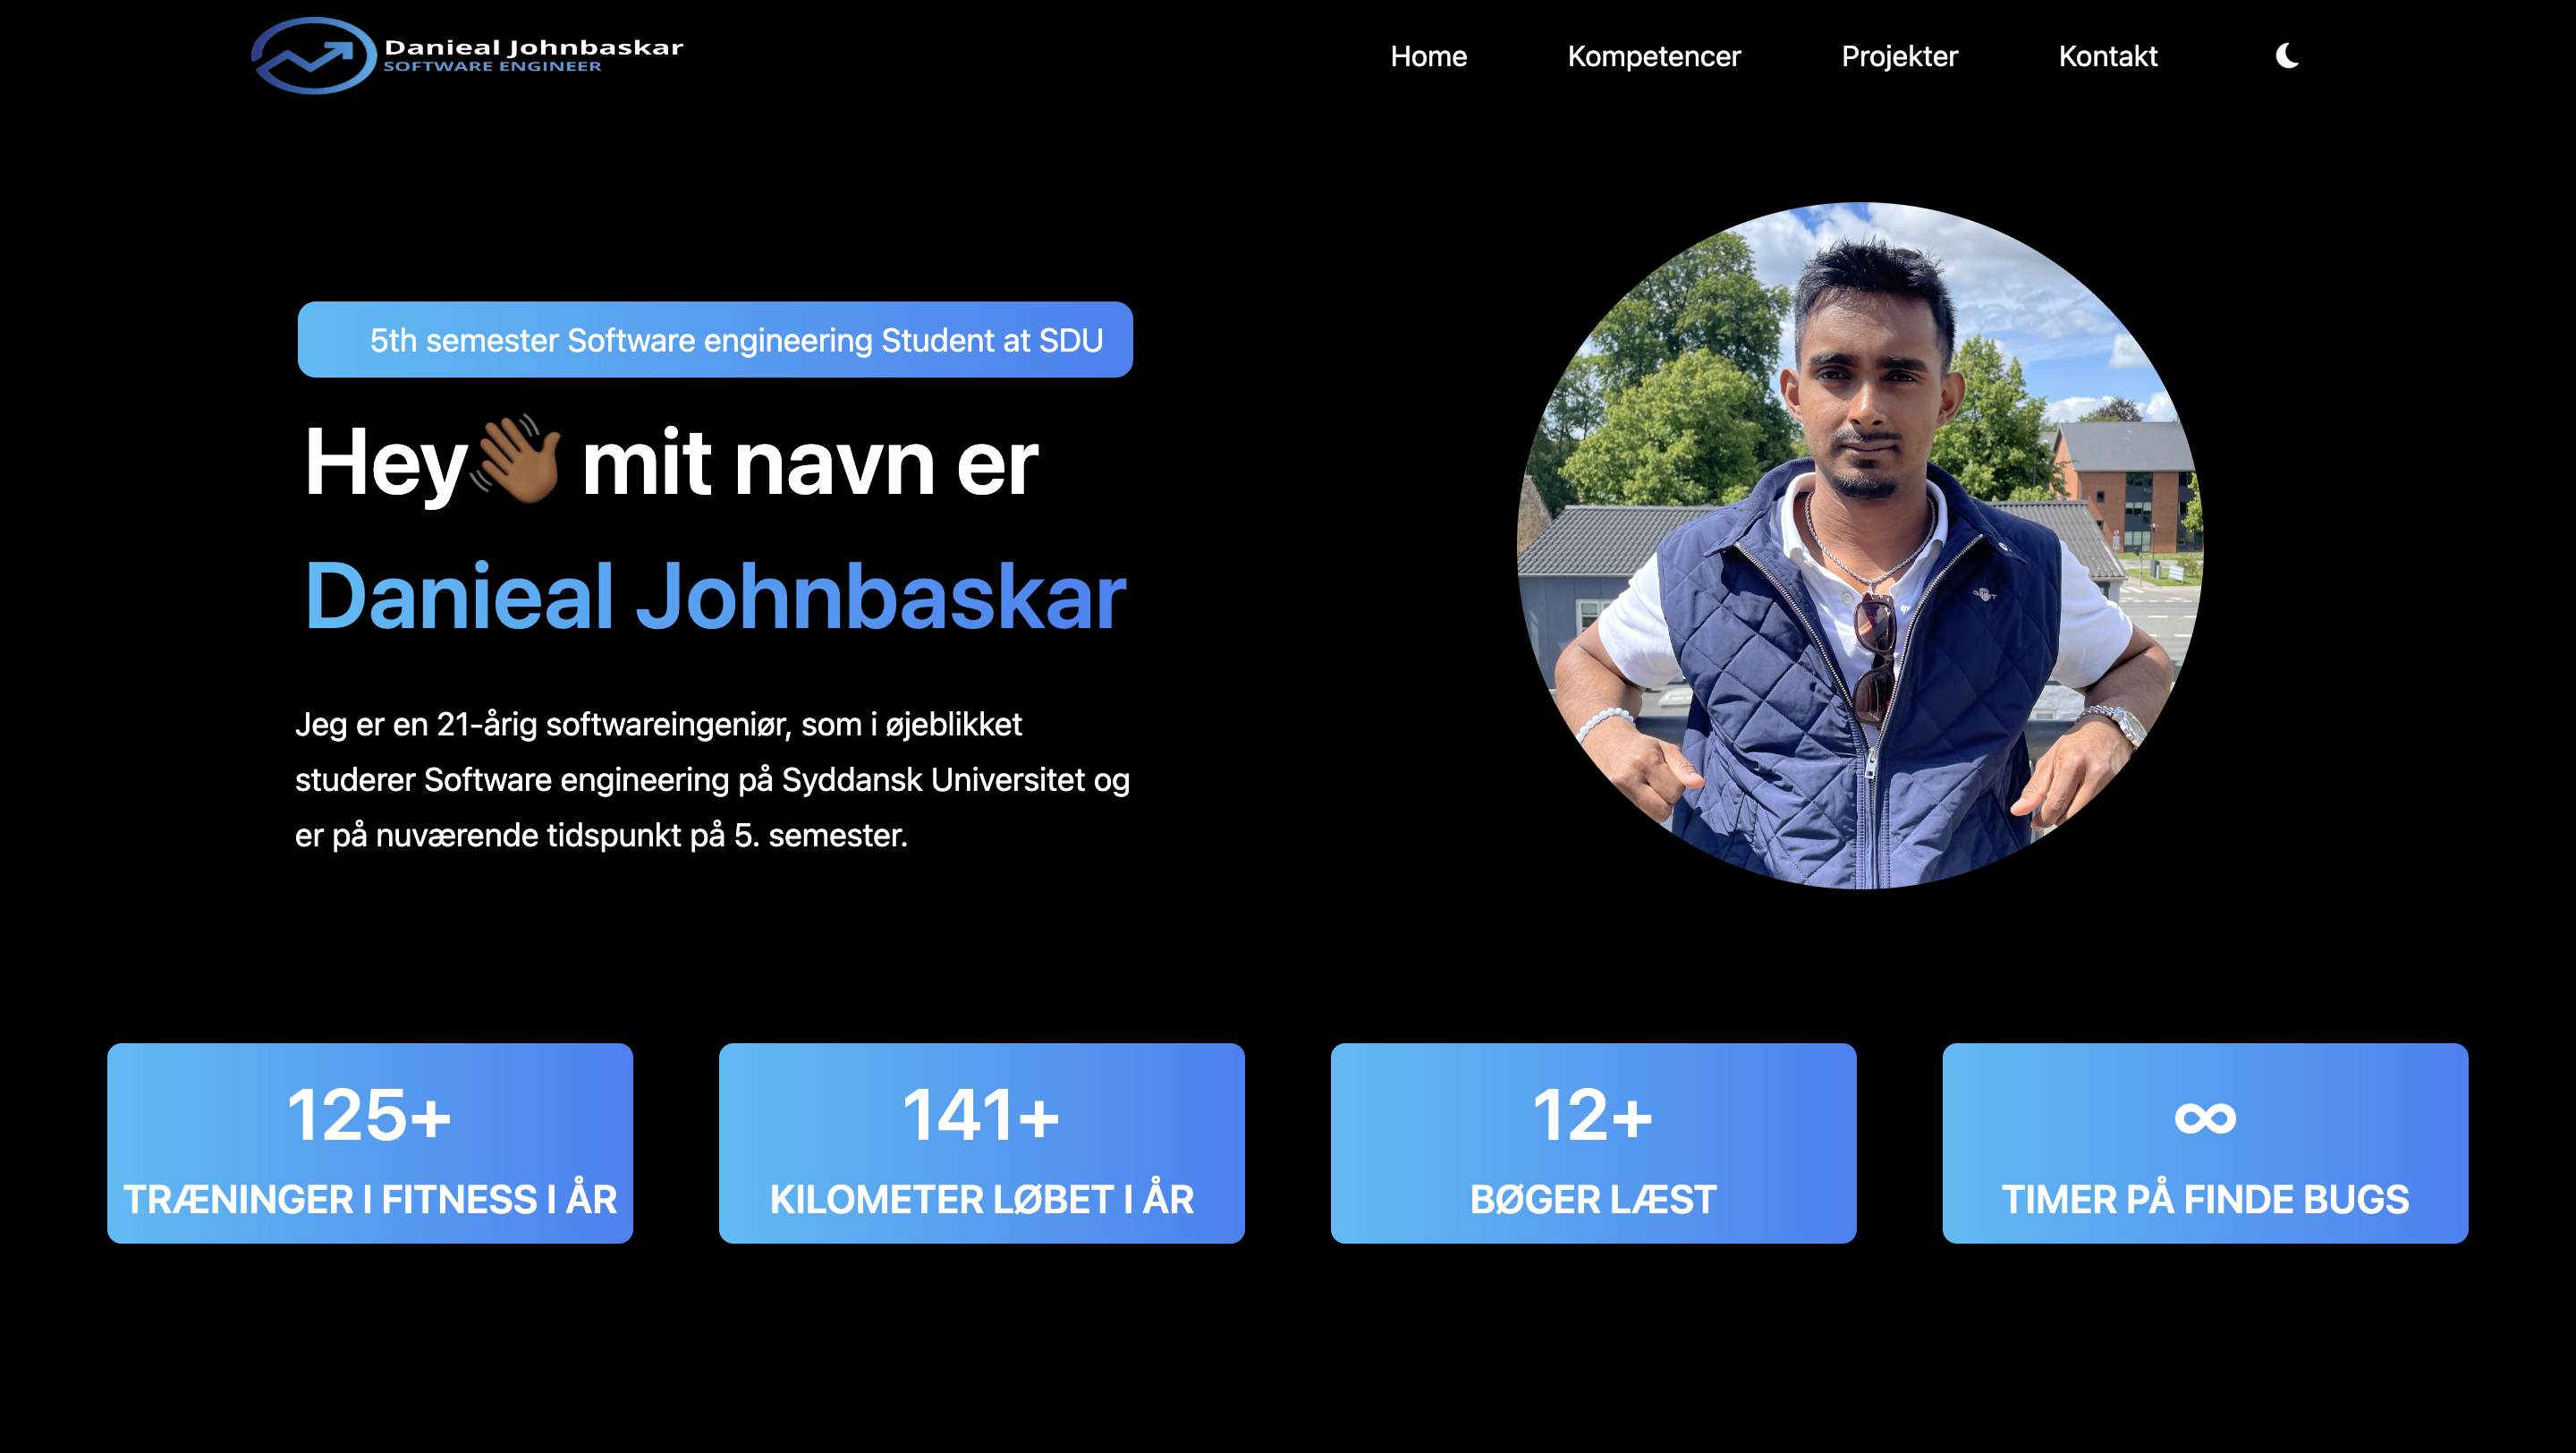 Danieal Johnbaskar
SOFTWARE ENGINEER
Home Kompetencer Projekter Kontakt
5th semester Software engineering Student at SDU
Hey👋🏾 mit navn er
Danieal Johnbaskar
Jeg er en 21-årig softwareingeniør, som i øjeblikket
studerer Software engineering på Syddansk Universitet og
er på nuværende tidspunkt på 5. semester.
125+
TRÆNINGER I FITNESS I ÅR
141+
KILOMETER LØBET I ÅR
12+
BØGER LÆST
∞
TIMER PÅ FINDE BUGS